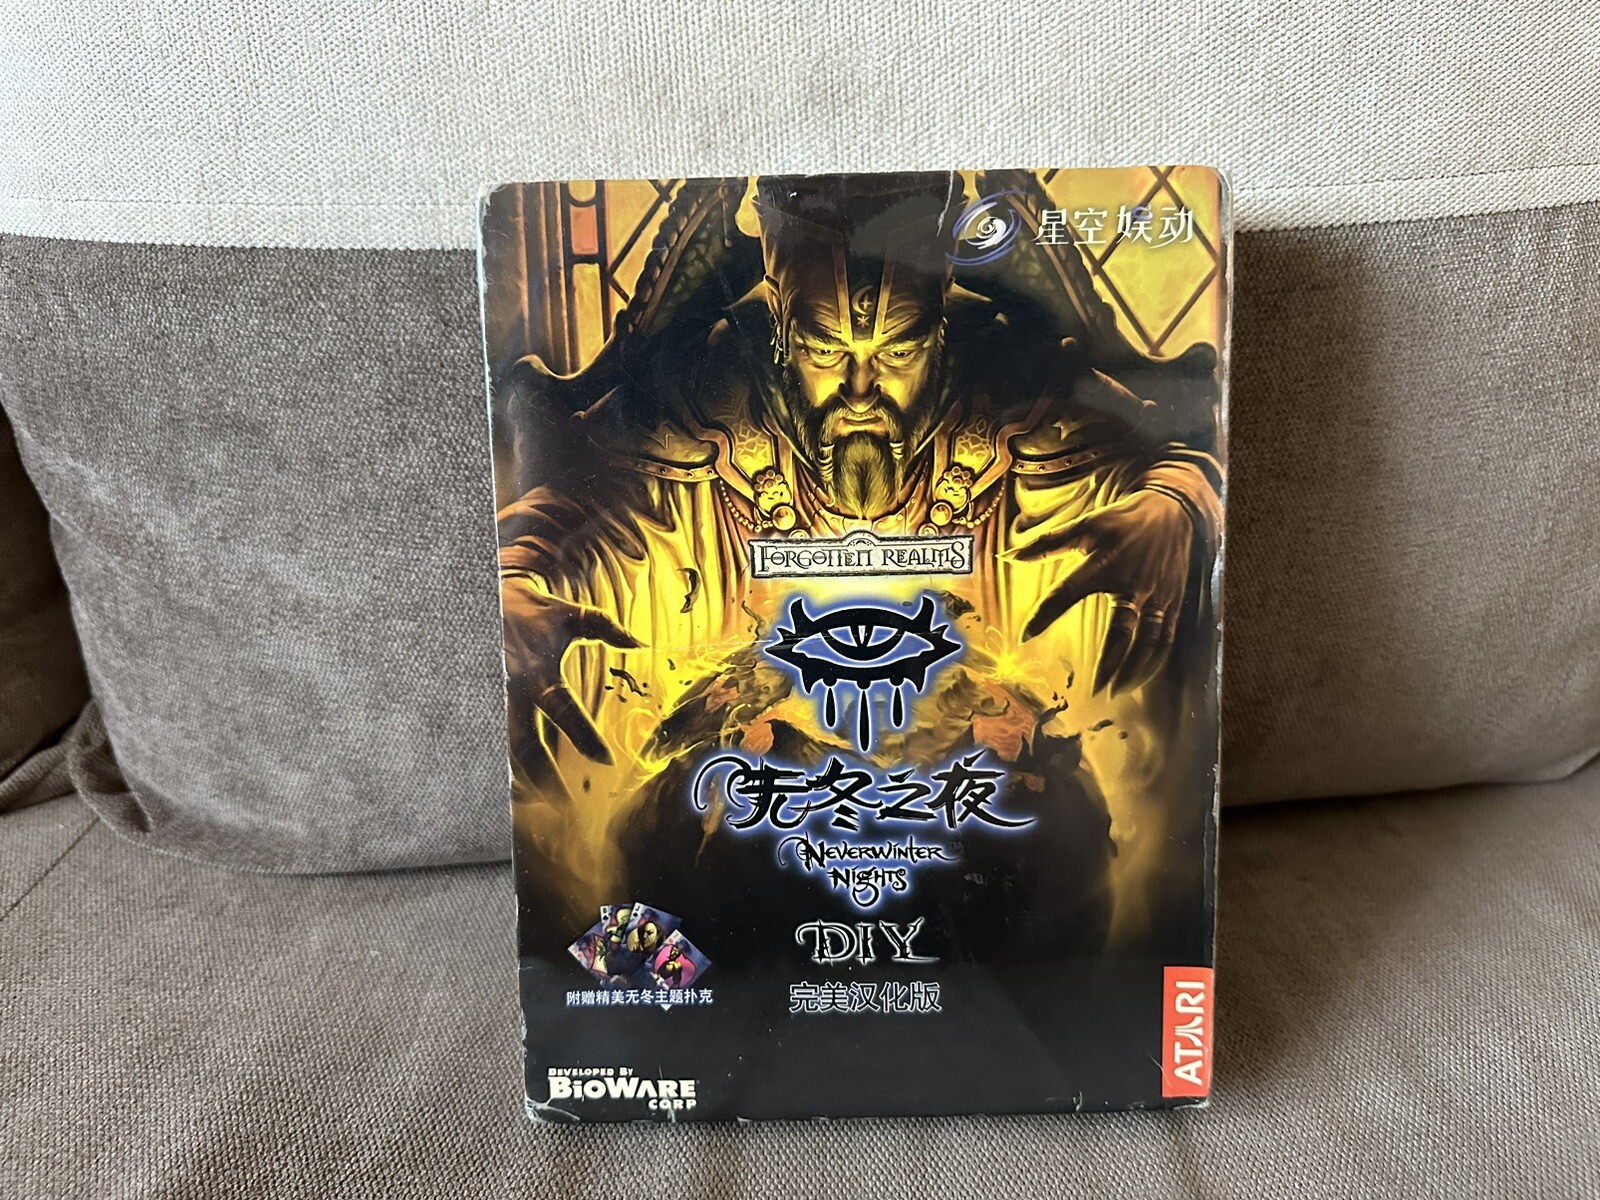 星空娱动
FORGOTTEN REALMS
无冬之夜
NEVERWINTER
NIGHTS
DIY
完美汉化版
附赠精美无冬主题扑克
DEVELOPED BY
BIOWARE
CORP
ATARI